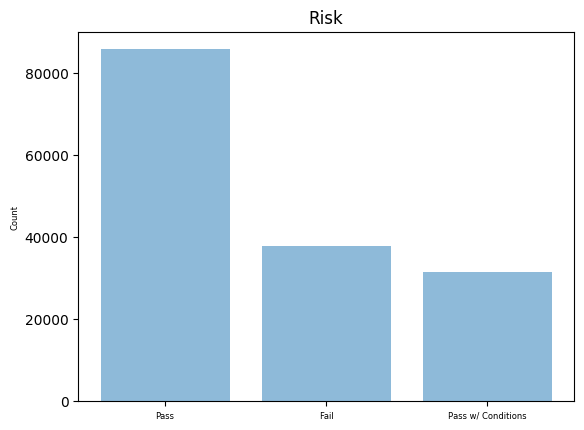 Risk
80000
60000
40000
20000
0
Count
Pass
Fail
Pass w/ Conditions